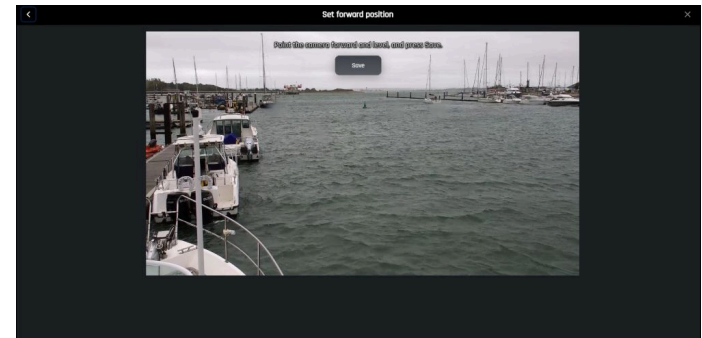 Set forward position
Point the camera forward and level, and press Save.
Save